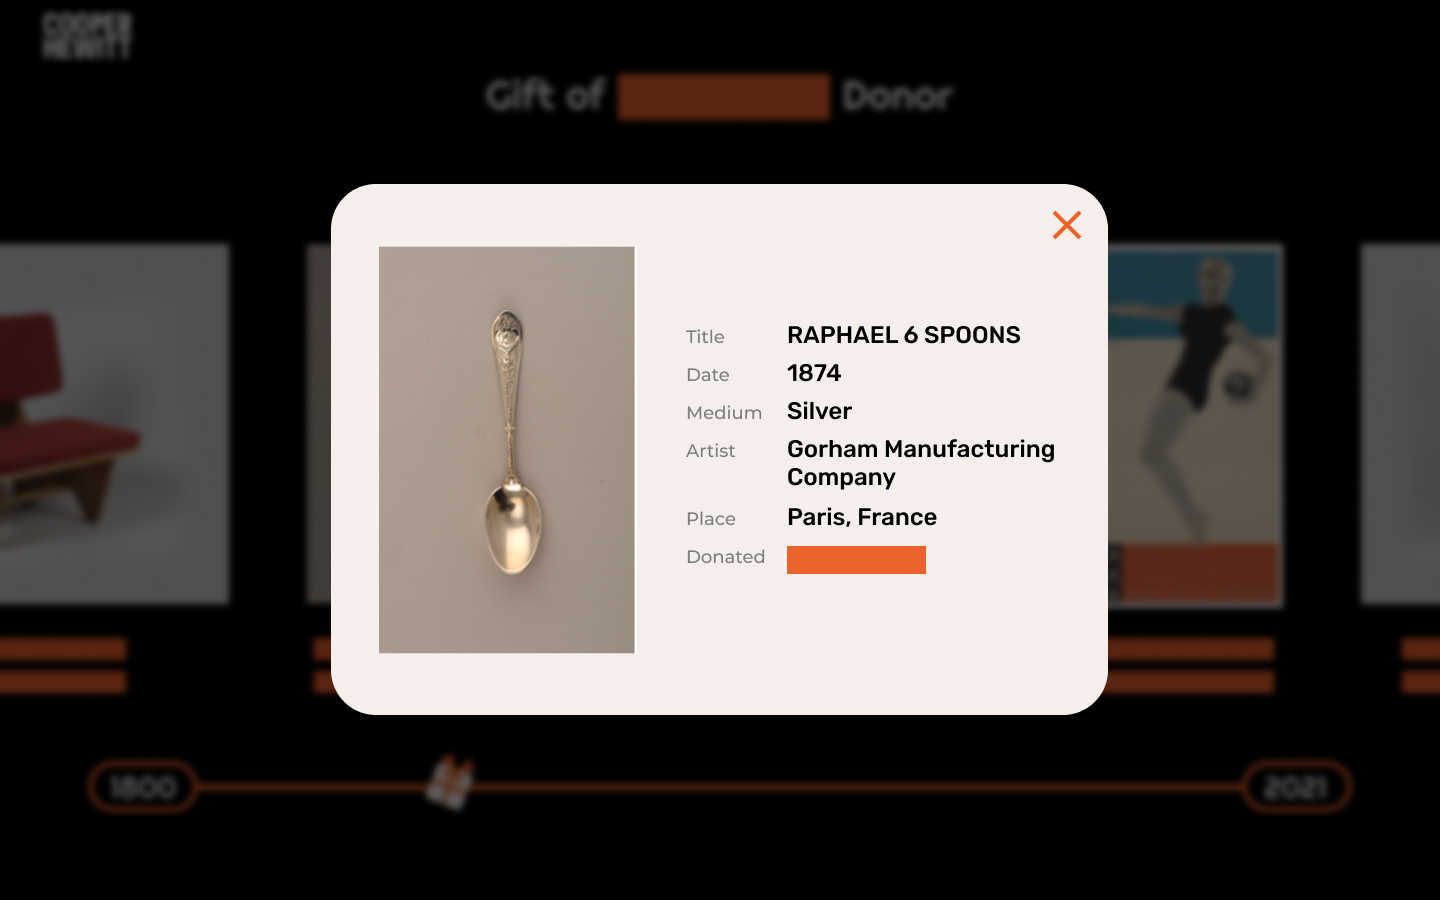 COOPER
HEWITT
Gift of Donor
Title RAPHAEL 6 SPOONS
Date 1874
Medium Silver
Artist Gorham Manufacturing
Company
Place Paris, France
Donated
1800
2021